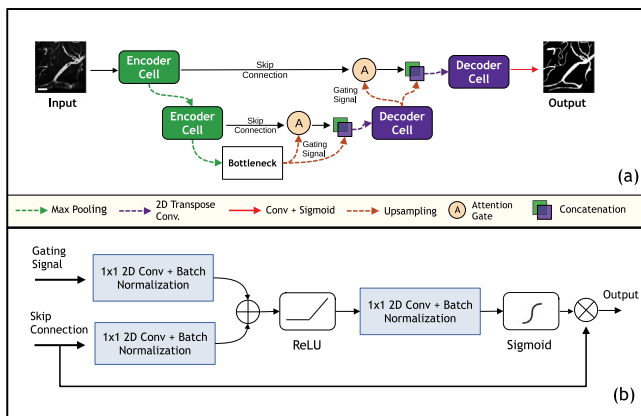 Input
Encoder
Cell
Skip
Connection
A
Gating
Signal
Decoder
Cell
Output
Encoder
Cell
Skip
Connection
A
Gating
Signal
Decoder
Cell
Bottleneck
(a)
Max Pooling
2D Transpose
Conv.
Conv + Sigmoid
Upsampling
A
Attention
Gate
Concatenation
Gating
Signal
1x1 2D Conv + Batch
Normalization
Skip
Connection
1x1 2D Conv + Batch
Normalization
ReLU
1x1 2D Conv + Batch
Normalization
Sigmoid
Output
(b)